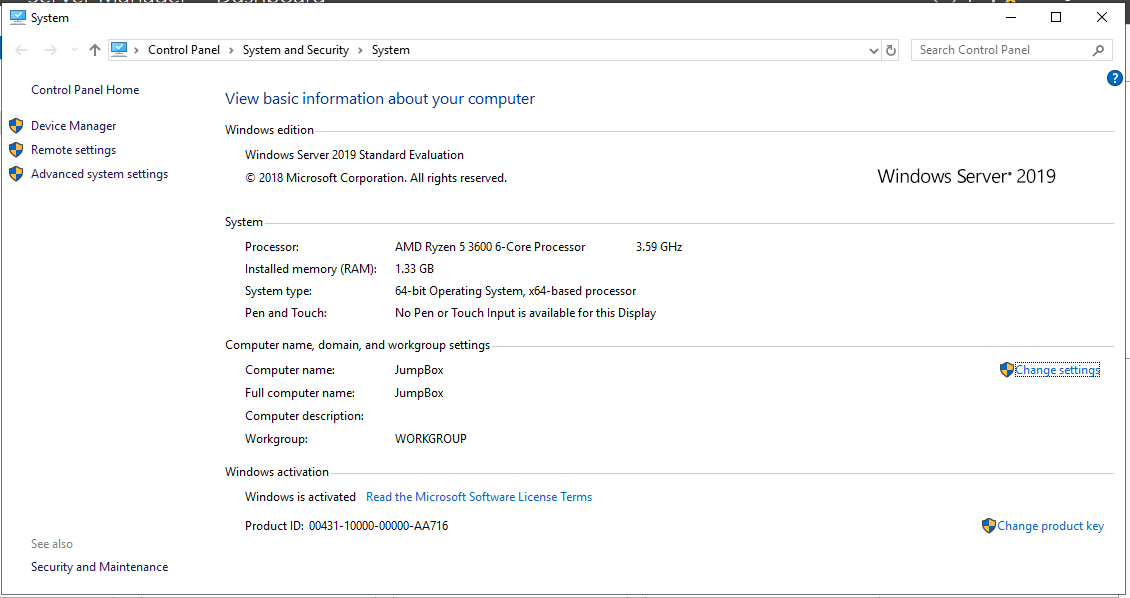 Server Manager Dashboard
System
Control Panel > System and Security > System
Search Control Panel
Control Panel Home
Device Manager
Remote settings
Advanced system settings
View basic information about your computer
Windows edition
Windows Server 2019 Standard Evaluation
© 2018 Microsoft Corporation. All rights reserved.
Windows Server® 2019
System
Processor: AMD Ryzen 5 3600 6-Core Processor 3.59 GHz
Installed memory (RAM): 1.33 GB
System type: 64-bit Operating System, x64-based processor
Pen and Touch: No Pen or Touch Input is available for this Display
Computer name, domain, and workgroup settings
Computer name: JumpBox
Change settings
Full computer name: JumpBox
Computer description:
Workgroup: WORKGROUP
Windows activation
Windows is activated Read the Microsoft Software License Terms
Product ID: 00431-10000-00000-AA716
Change product key
See also
Security and Maintenance